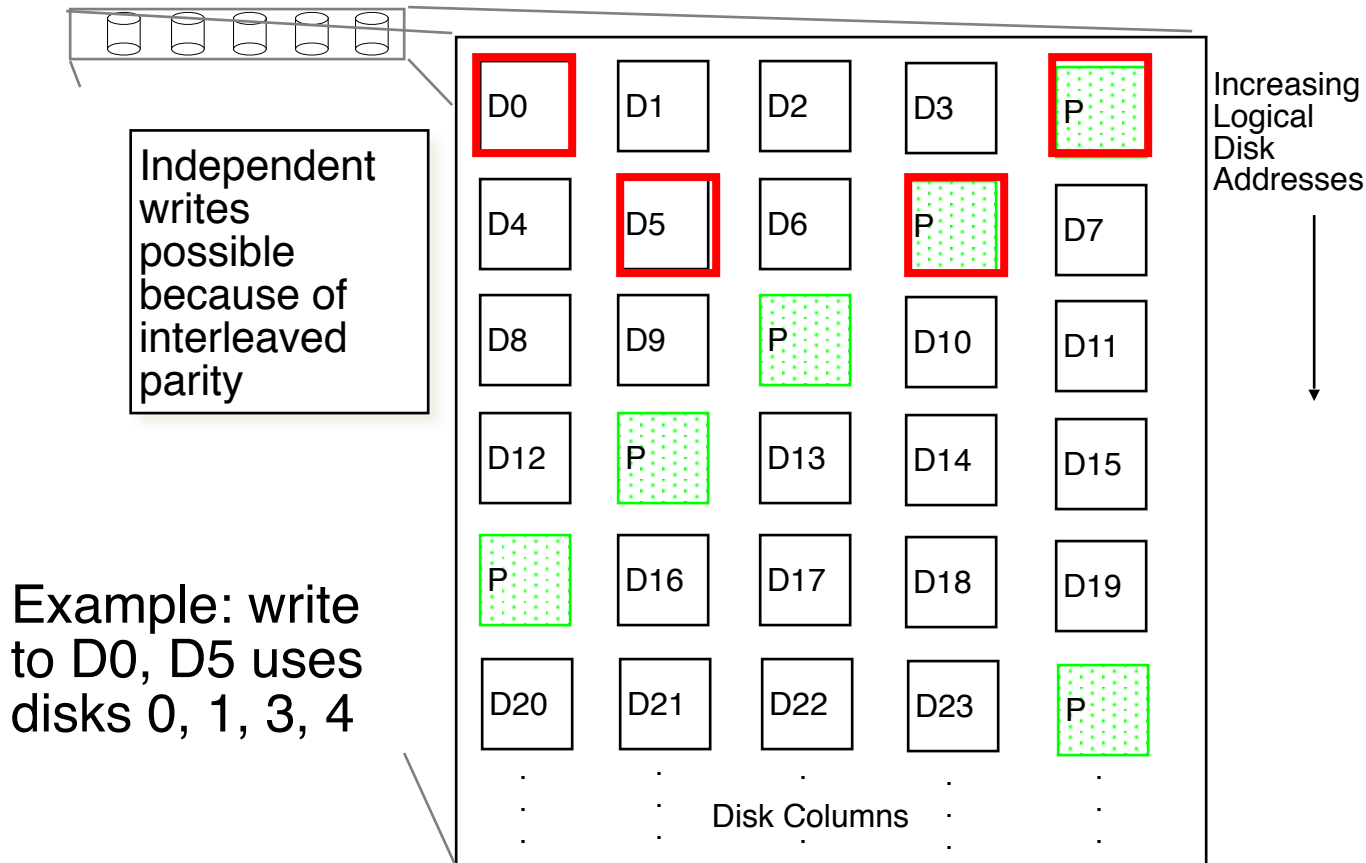 D0 D1 D2 D3 P
Increasing
Logical
Disk
Addresses
Independent
writes
possible
because of
interleaved
parity
D4 D5 D6 P D7
D8 D9 P D10 D11
D12 P D13 D14 D15
P D16 D17 D18 D19
Example: write
to D0, D5 uses
disks 0, 1, 3, 4
D20 D21 D22 D23 P
Disk Columns